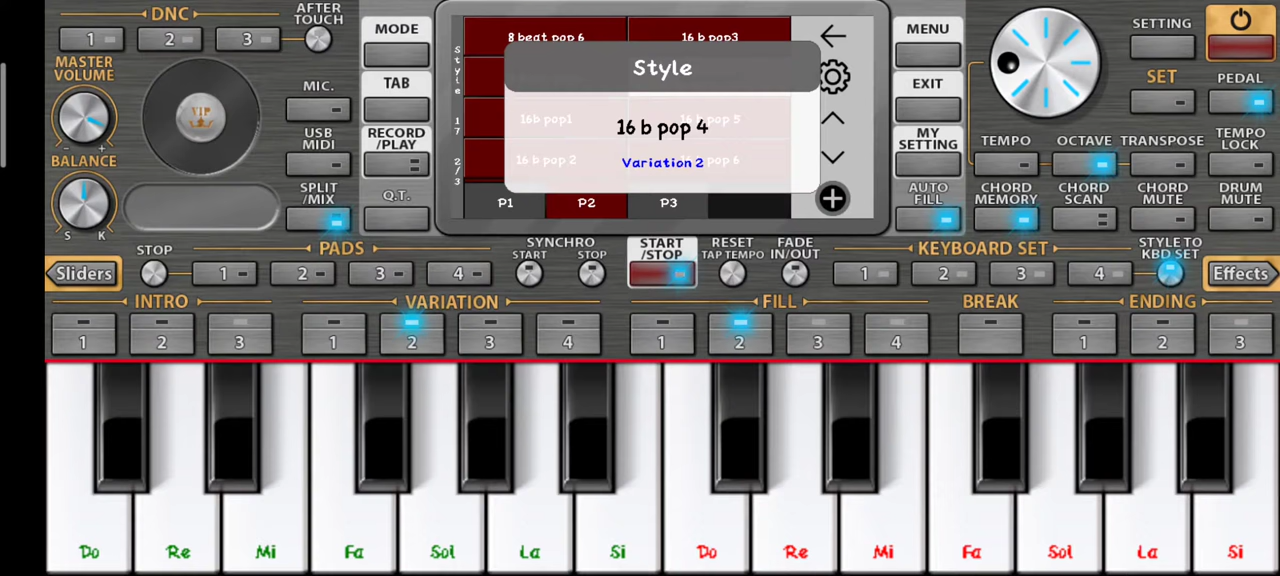 DNC
1 2 3
AFTER TOUCH
MASTER VOLUME
- +
BALANCE
S K
VIP
MIC.
USB MIDI
SPLIT /MIX
MODE
TAB
RECORD /PLAY
Q.T.
Style
17
2/3
8 beat pop 6 16 b pop3
Style
16 b pop 4
Variation 2
16b pop1 pop 5
16 b pop 2 pop 6
P1 P2 P3
MENU
EXIT
MY SETTING
AUTO FILL
SETTING
SET
PEDAL
TEMPO OCTAVE TRANSPOSE TEMPO LOCK
CHORD MEMORY CHORD SCAN CHORD MUTE DRUM MUTE
Sliders
STOP
PADS
1 2 3 4
SYNCHRO
START STOP
START /STOP
RESET
TAP TEMPO
FADE IN/OUT
KEYBOARD SET
1 2 3 4
STYLE TO KBD SET
Effects
INTRO VARIATION FILL BREAK ENDING
1 2 3 1 2 3 4 1 2 3 4 1 2 3
Do Re Mi Fa Sol La Si Do Re Mi Fa Sol La Si